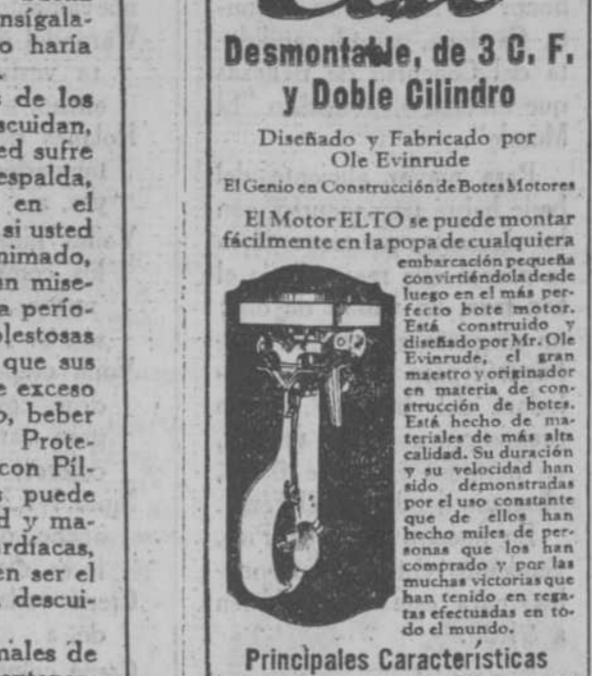 nsígala-
o haría
de los
scuidan,
ed sufre
espalda,
en el
si usted
nimado,
an mise-
a perío-
olestosas
que sus
e exceso
o, beber
Prote-
con Píl-
s puede
d y ma-
rdíacas,
en ser el
descui-
nales de
Desmontable, de 3 C. F.
y Doble Cilindro
Diseñado y Fabricado por
Ole Evinrude
El Genio en Construcción de Botes Motores
El Motor ELTO se puede montar
fácilmente en la popa de cualquiera
embarcación pequeña
convirtiéndola desde
luego en el más per-
fecto bote motor.
Está construido y
diseñado por Mr. Ole
Evinrude, el gran
maestro y originador
en materia de con-
strucción de botes.
Está hecho de ma-
teriales de más alta
calidad. Su duración
y su velocidad han
sido demonstradas
por el uso constante
que de ellos han
hecho miles de per-
sonas que los han
comprado y por las
muchas victorias que
han tenido en rega-
tas efectuadas en to-
do el mundo.
Principales Características